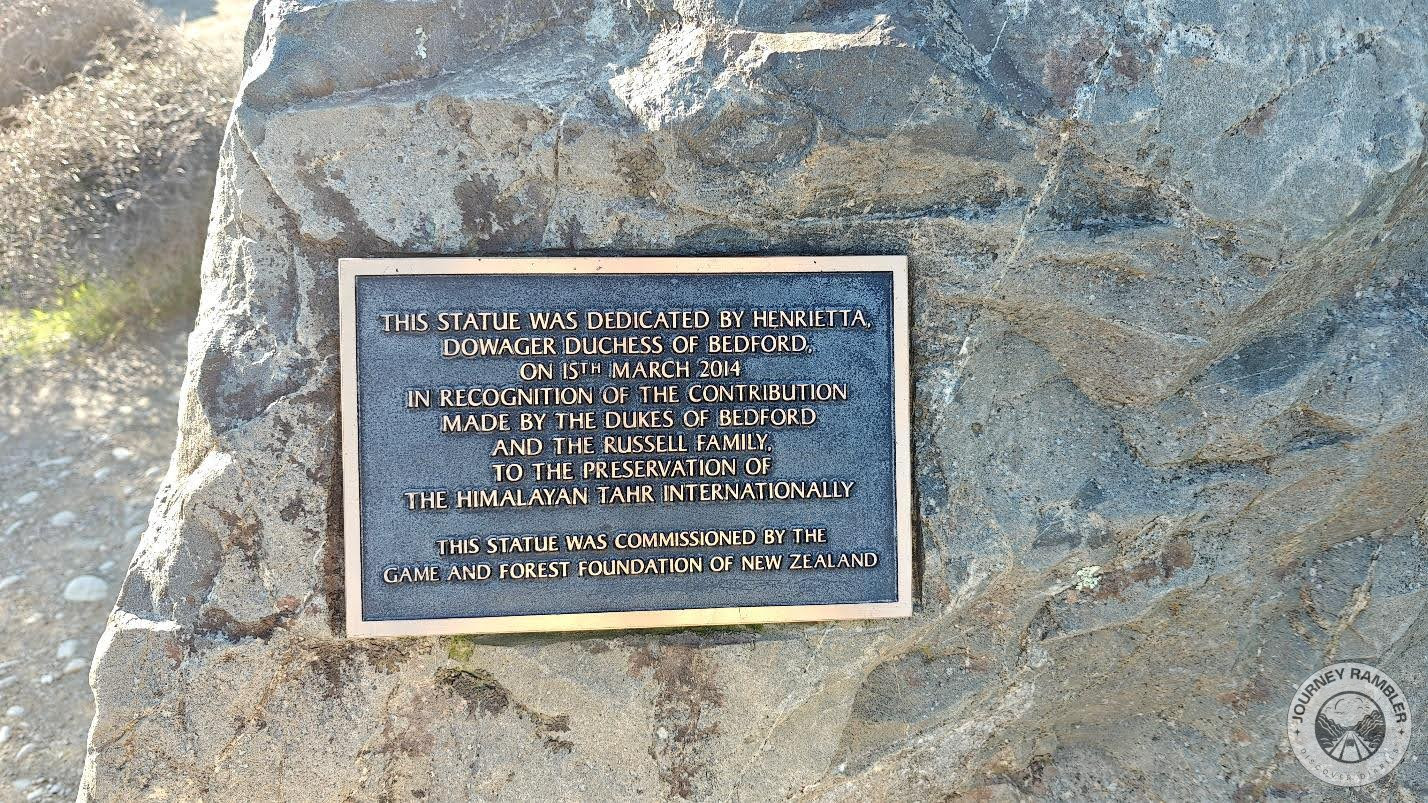 THIS STATUE WAS DEDICATED BY HENRIETTA,
DOWAGER DUCHESS OF BEDFORD,
ON 15TH MARCH 2014
IN RECOGNITION OF THE CONTRIBUTION
MADE BY THE DUKES OF BEDFORD
AND THE RUSSELL FAMILY,
TO THE PRESERVATION OF
THE HIMALAYAN TAHR INTERNATIONALLY
THIS STATUE WAS COMMISSIONED BY THE
GAME AND FOREST FOUNDATION OF NEW ZEALAND
JOURNEY RAMBLER